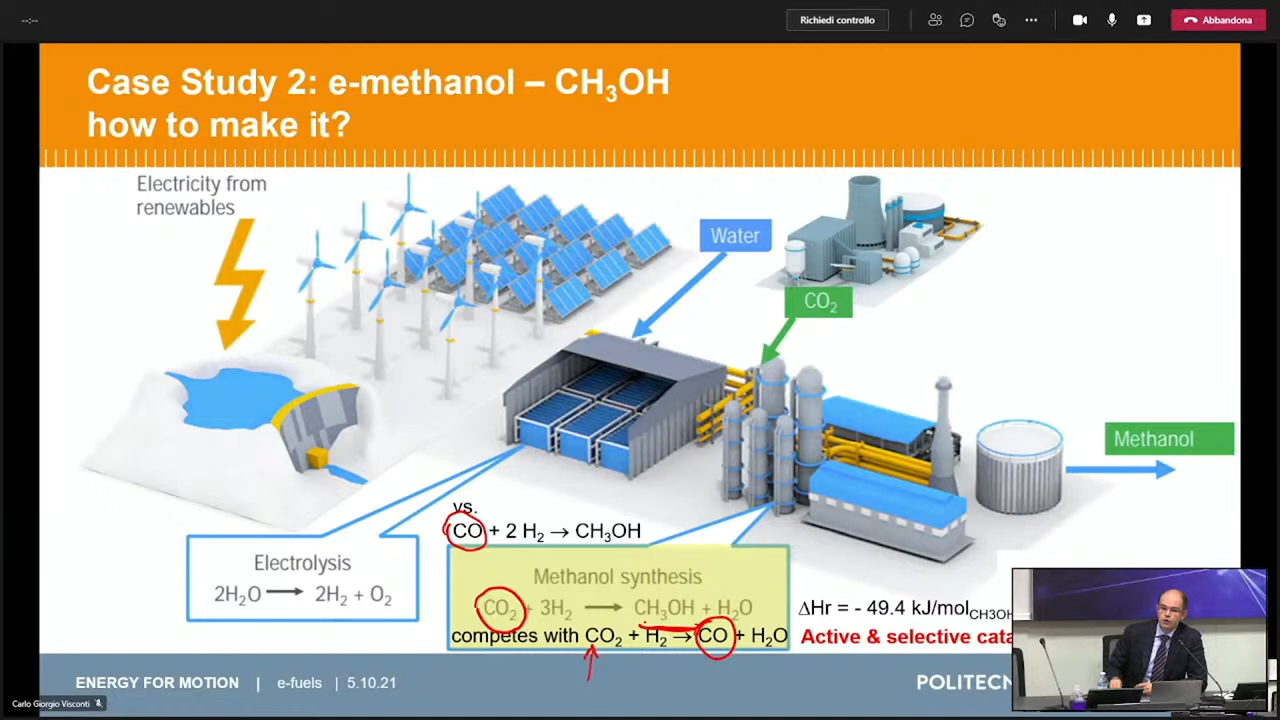 --:--
Richiedi controllo
Abbandona
Case Study 2: e-methanol – CH₃OH
how to make it?
Electricity from
renewables
Water
CO₂
Methanol
vs.
CO + 2 H₂ → CH₃OH
Electrolysis
2H₂O → 2H₂ + O₂
Methanol synthesis
CO₂ + 3H₂ → CH₃OH + H₂O
competes with CO₂ + H₂ → CO + H₂O
ΔHr = - 49.4 kJ/mol CH3OH
Active & selective cata
ENERGY FOR MOTION | e-fuels | 5.10.21
POLITECN
Carlo Giorgio Visconti